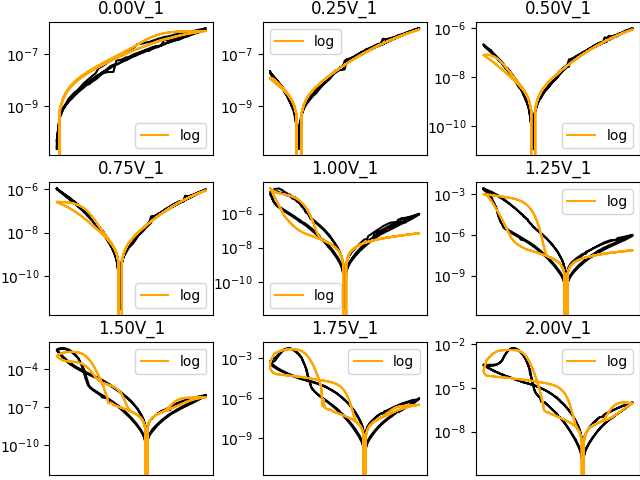 0.00V_1
0.25V_1
0.50V_1
10⁻⁷
10⁻⁹
log
10⁻⁷
10⁻⁹
log
10⁻⁶
10⁻⁸
10⁻¹⁰
log
0.75V_1
1.00V_1
1.25V_1
10⁻⁶
10⁻⁸
10⁻¹⁰
log
10⁻⁶
10⁻⁸
10⁻¹⁰
log
10⁻³
10⁻⁶
10⁻⁹
log
1.50V_1
1.75V_1
2.00V_1
10⁻⁴
10⁻⁷
10⁻¹⁰
log
10⁻³
10⁻⁶
10⁻⁹
log
10⁻²
10⁻⁵
10⁻⁸
log